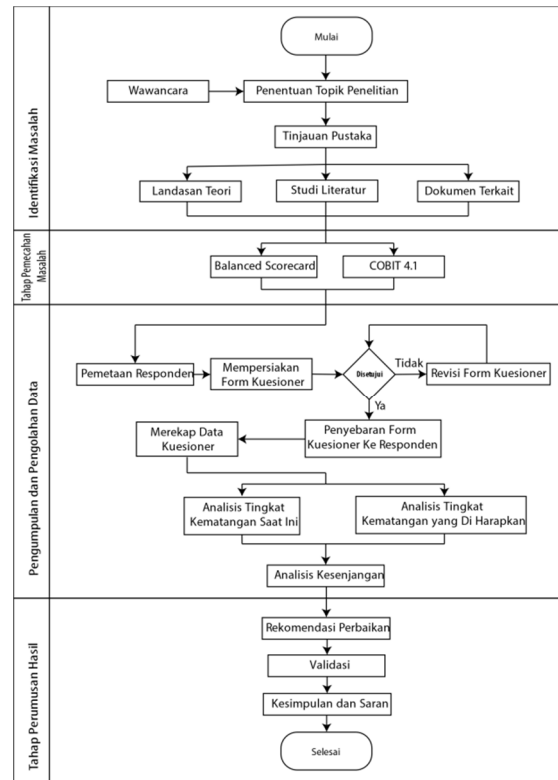 Mulai
Identifikasi Masalah
Wawancara
Penentuan Topik Penelitian
Tinjauan Pustaka
Landasan Teori
Studi Literatur
Dokumen Terkait
Tahap Pemecahan
Masalah
Balanced Scorecard
COBIT 4.1
Pengumpulan dan Pengolahan Data
Pemetaan Responden
Mempersiakan
Form Kuesioner
Disetujui
Tidak
Revisi Form Kuesioner
Ya
Merekap Data
Kuesioner
Penyebaran Form
Kuesioner Ke Responden
Analisis Tingkat
Kematangan Saat Ini
Analisis Tingkat
Kematangan yang Di Harapkan
Analisis Kesenjangan
Tahap Perumusan Hasil
Rekomendasi Perbaikan
Validasi
Kesimpulan dan Saran
Selesai